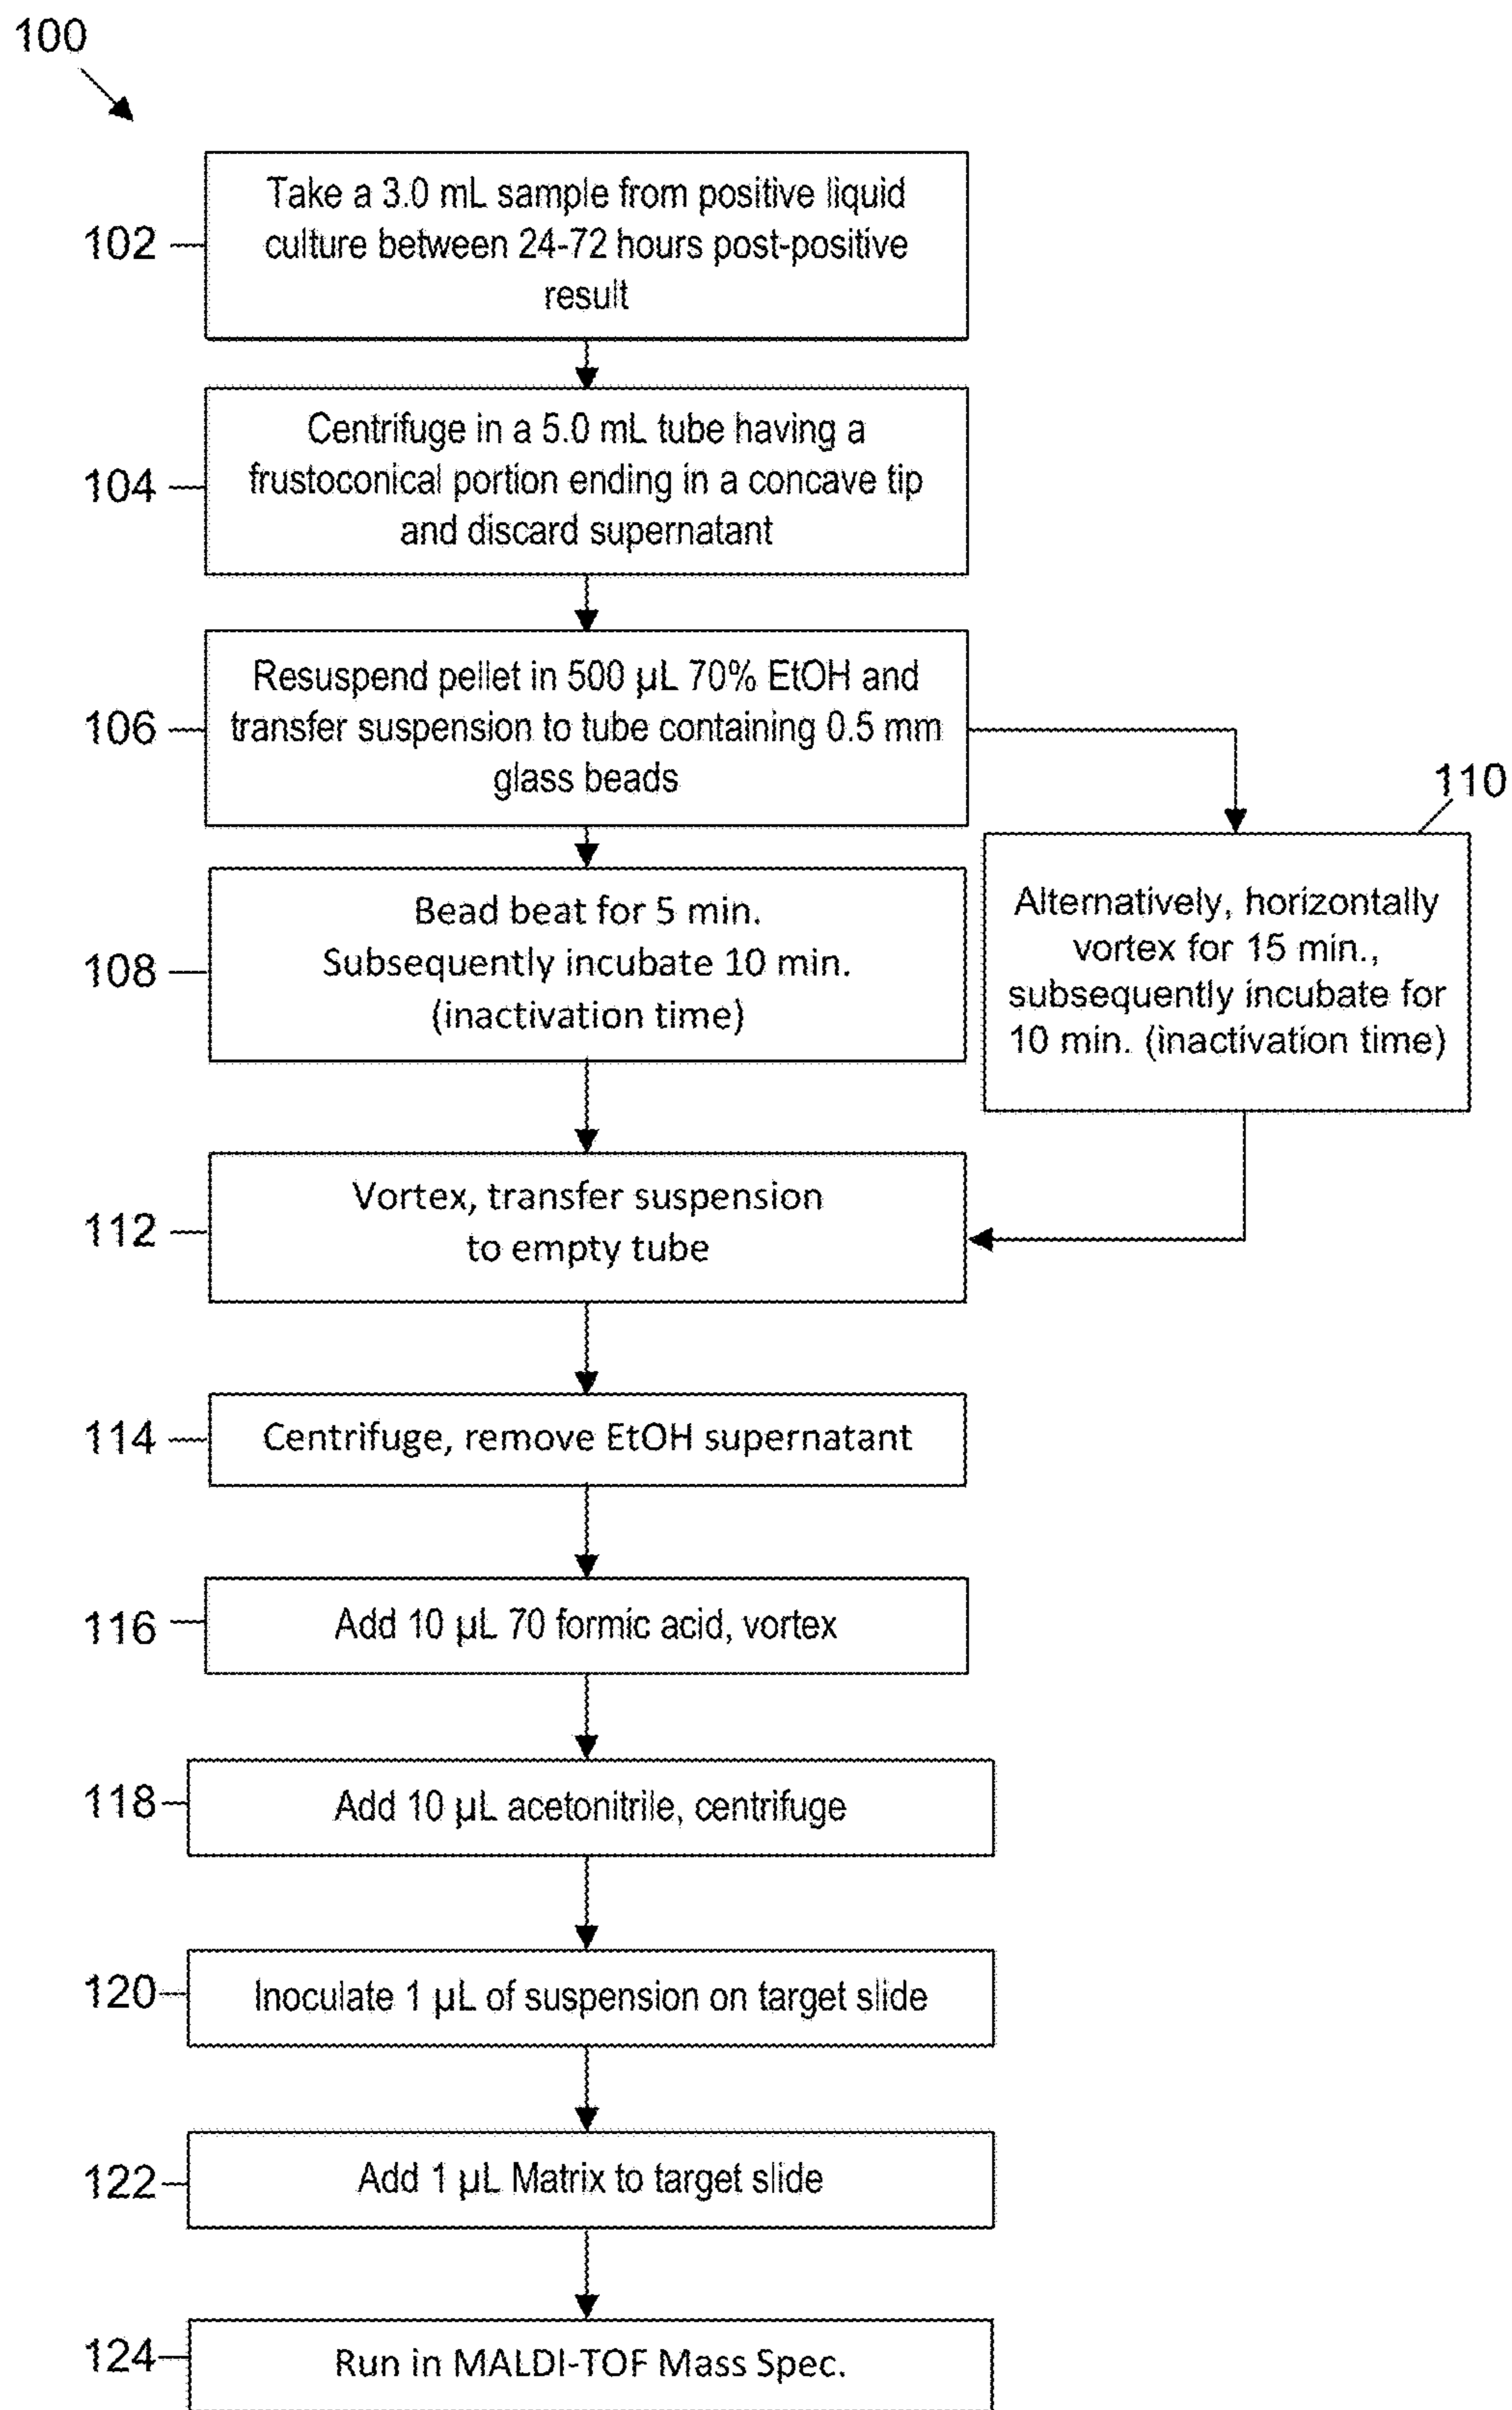 100
102
Take a 3.0 mL sample from positive liquid
culture between 24-72 hours post-positive
result
104
Centrifuge in a 5.0 mL tube having a
frustoconical portion ending in a concave tip
and discard supernatant
106
Resuspend pellet in 500 µL 70% EtOH and
transfer suspension to tube containing 0.5 mm
glass beads
108
Bead beat for 5 min.
Subsequently incubate 10 min.
(inactivation time)
110
Alternatively, horizontally
vortex for 15 min.,
subsequently incubate for
10 min. (inactivation time)
112
Vortex, transfer suspension
to empty tube
114
Centrifuge, remove EtOH supernatant
116
Add 10 µL 70 formic acid, vortex
118
Add 10 µL acetonitrile, centrifuge
120
Inoculate 1 µL of suspension on target slide
122
Add 1 µL Matrix to target slide
124
Run in MALDI-TOF Mass Spec.